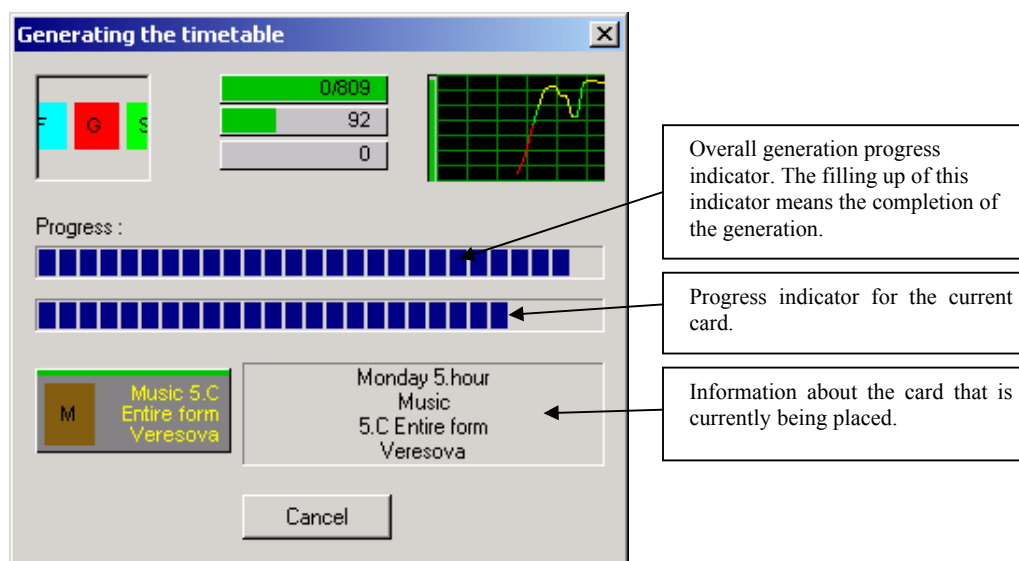 Generating the timetable
F G S
0/809
92
0
Progress :
Music 5.C
Entire form
Veresova
M
Monday 5.hour
Music
5.C Entire form
Veresova
Cancel
Overall generation progress
indicator. The filling up of this
indicator means the completion of
the generation.
Progress indicator for the current
card.
Information about the card that is
currently being placed.